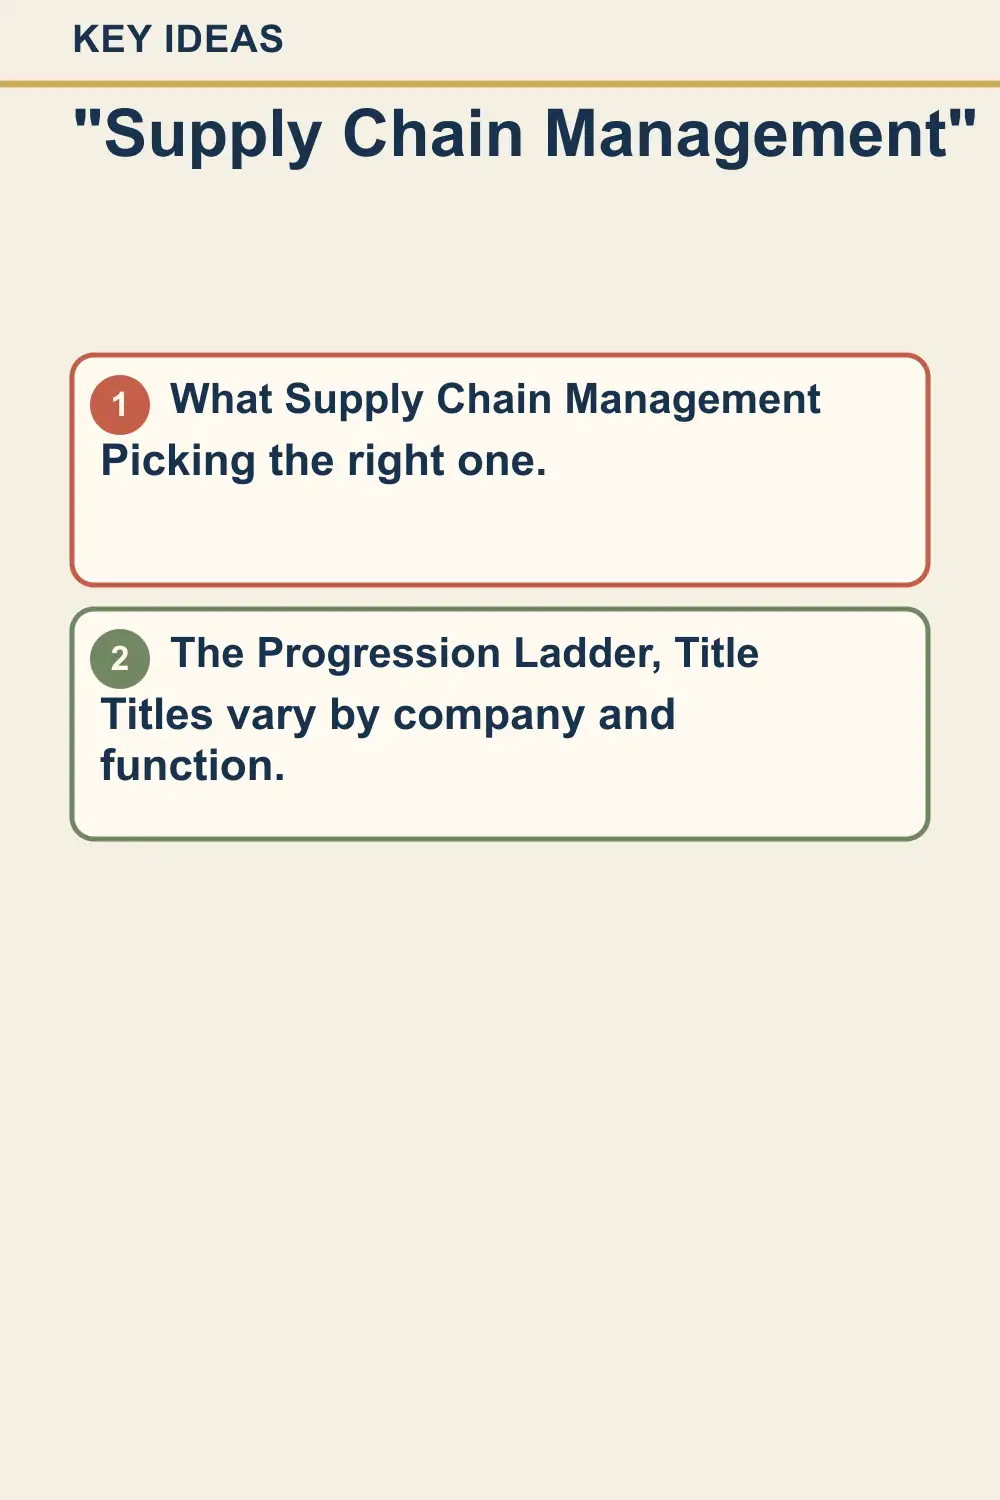 KEY IDEAS
"Supply Chain Management"
1 What Supply Chain Management
Picking the right one.
2 The Progression Ladder, Title
Titles vary by company and
function.